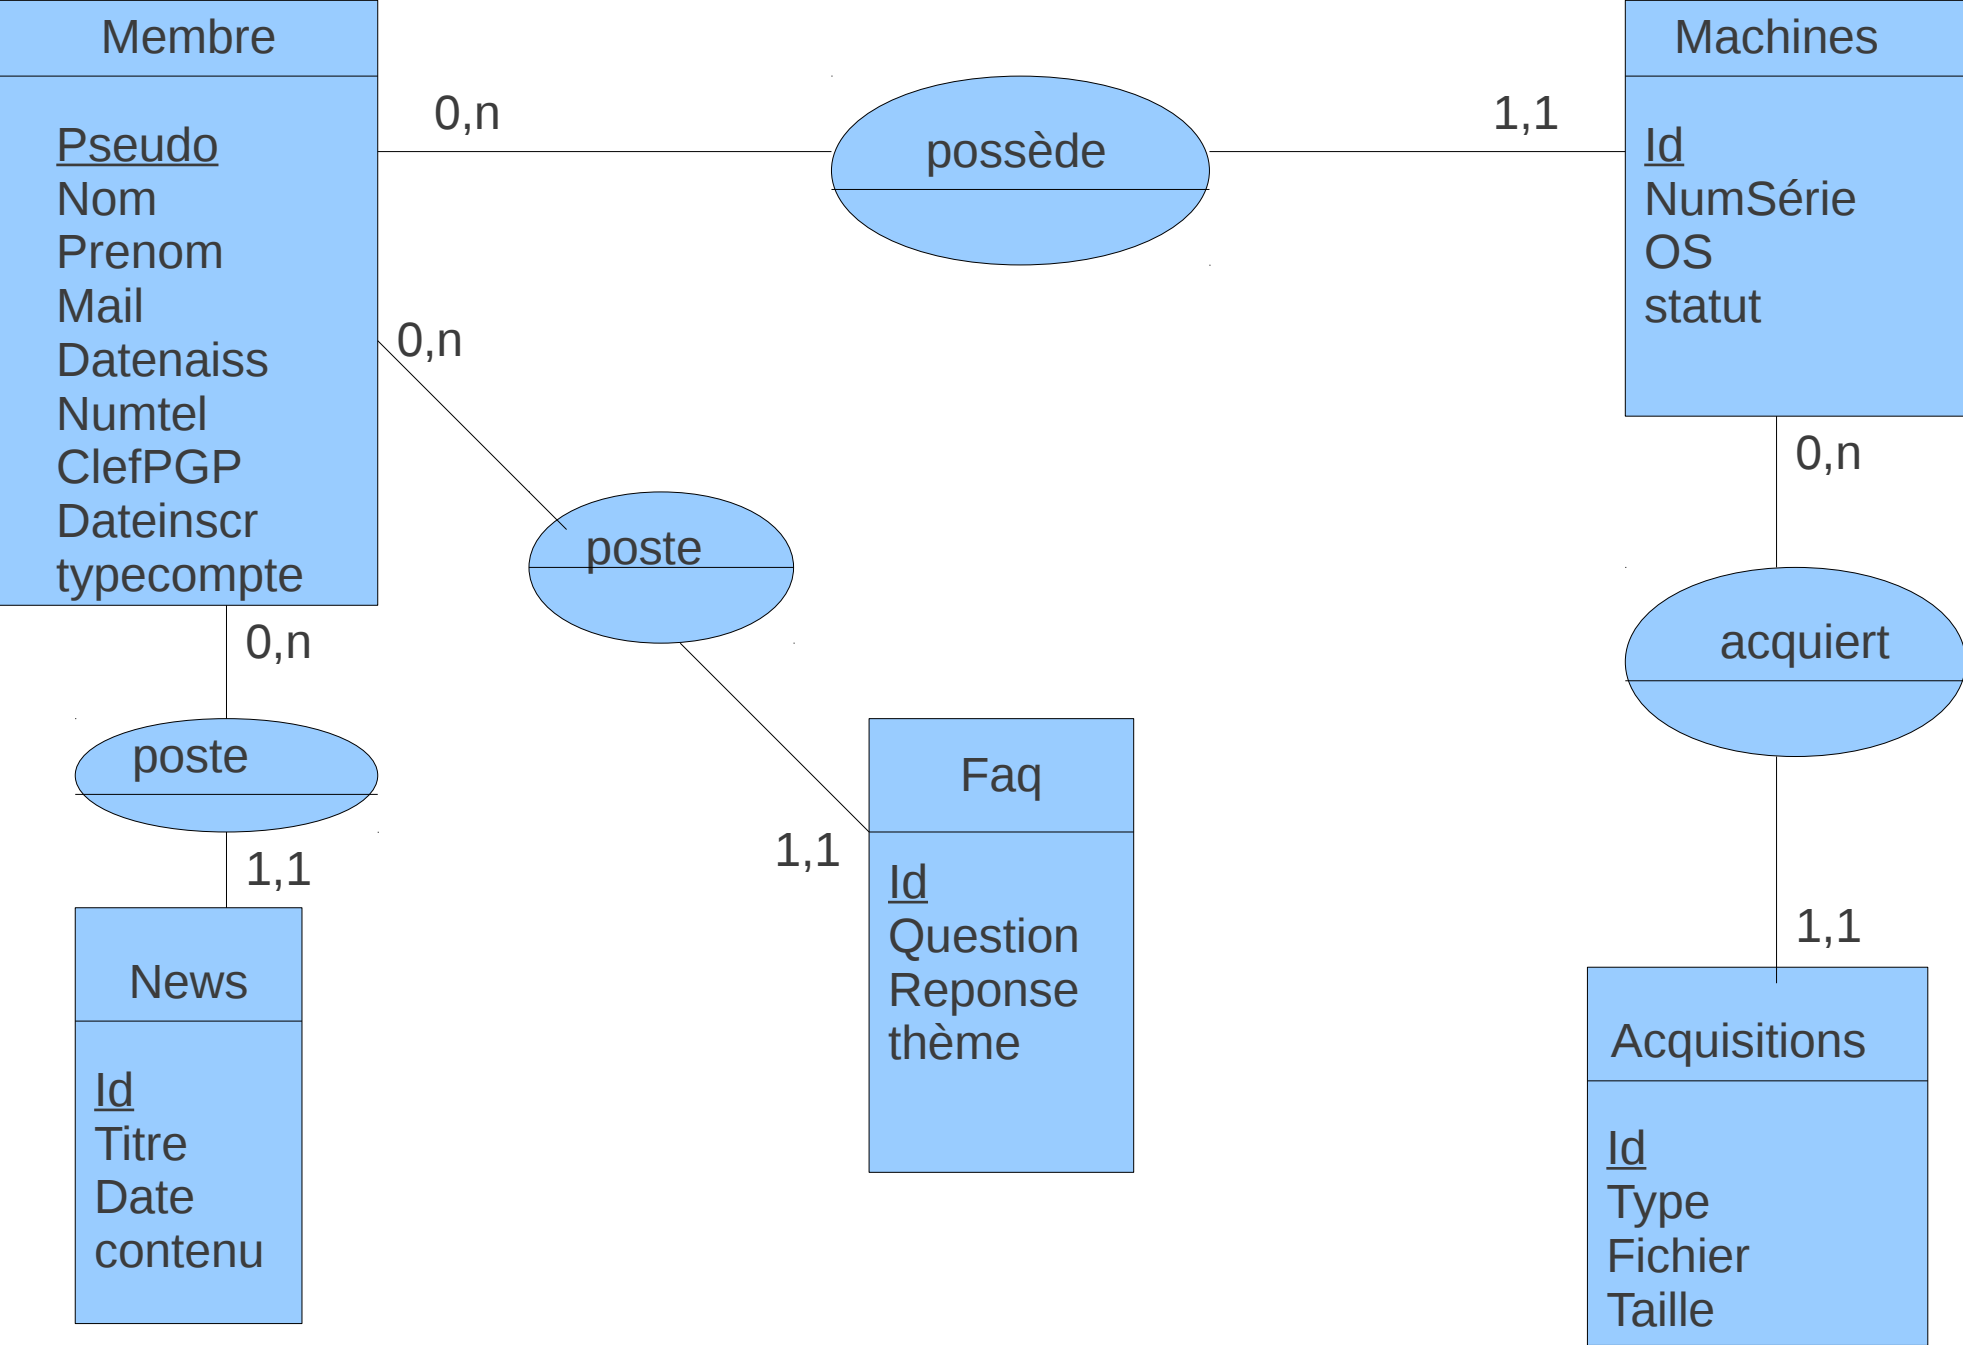 Membre
Pseudo
Nom
Prenom
Mail
Datenaiss
Numtel
ClefPGP
Dateinscr
typecompte
0,n
possède
1,1
Machines
Id
NumSérie
OS
statut
0,n
poste
1,1
Faq
Id
Question
Reponse
thème
0,n
poste
1,1
News
Id
Titre
Date
contenu
0,n
acquiert
1,1
Acquisitions
Id
Type
Fichier
Taille